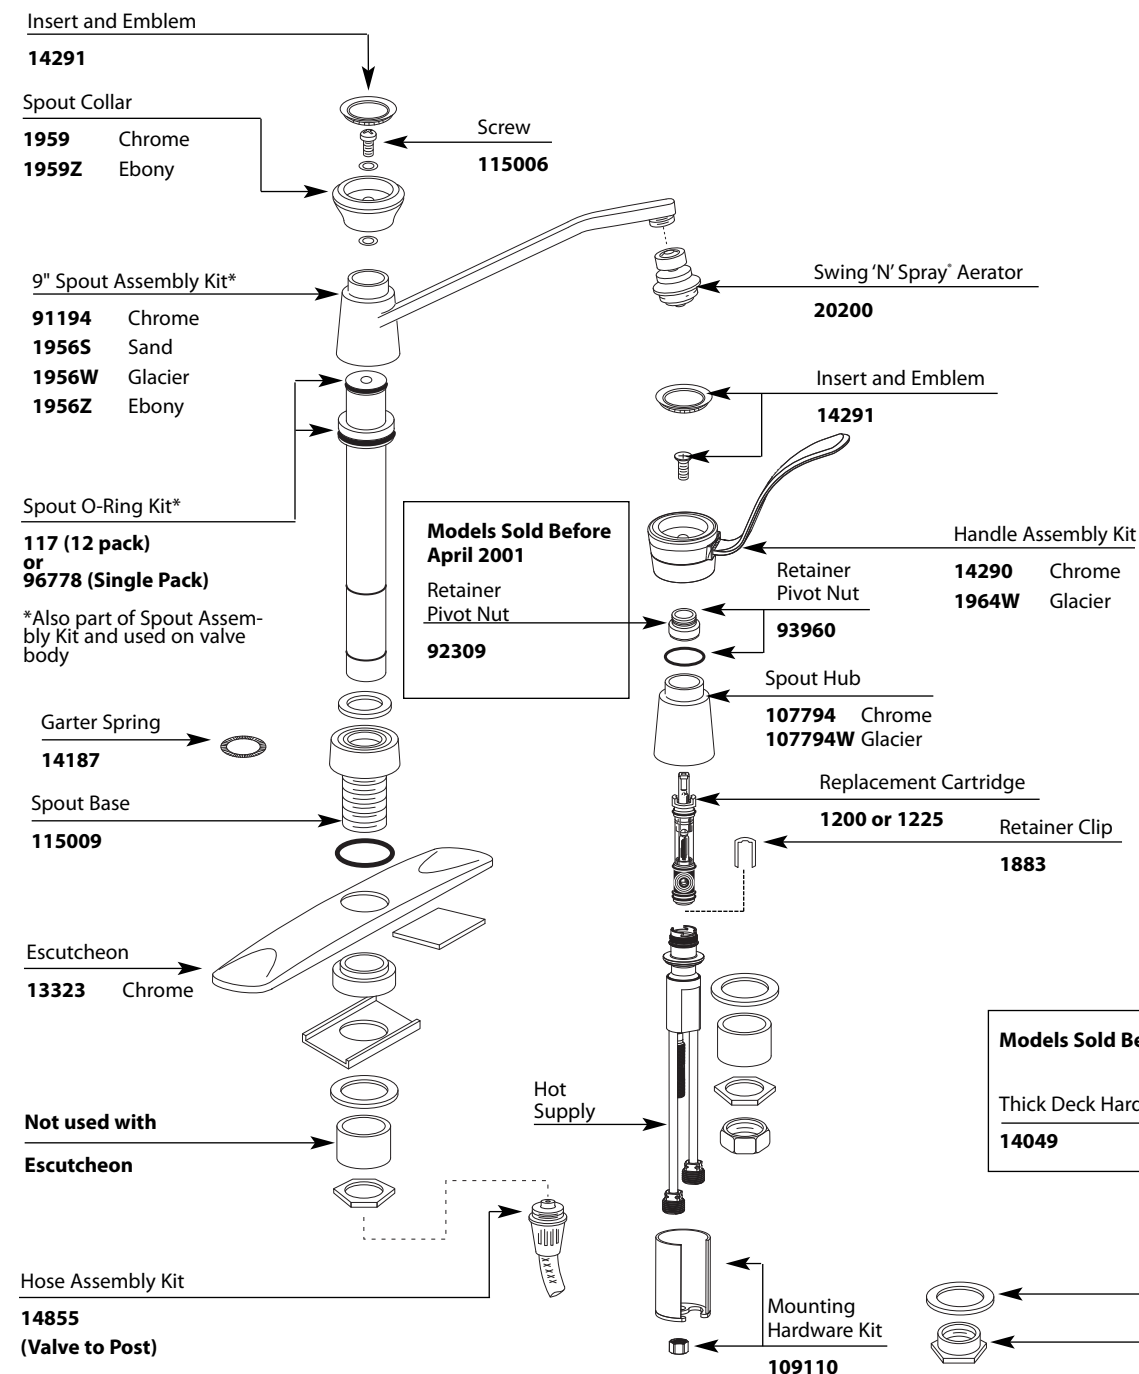 Insert and Emblem
14291
Spout Collar
1959 Chrome
1959Z Ebony
Screw
115006
9" Spout Assembly Kit*
91194 Chrome
1956S Sand
1956W Glacier
1956Z Ebony
Swing ‘N’ Spray® Aerator
20200
Insert and Emblem
14291
Spout O-Ring Kit*
117 (12 pack)
or
96778 (Single Pack)
*Also part of Spout Assem-
bly Kit and used on valve
body
Models Sold Before
April 2001
Retainer
Pivot Nut
92309
Handle Assembly Kit
14290 Chrome
1964W Glacier
Retainer
Pivot Nut
93960
Spout Hub
107794 Chrome
107794W Glacier
Garter Spring
14187
Spout Base
115009
Replacement Cartridge
1200 or 1225
Retainer Clip
1883
Escutcheon
13323 Chrome
Not used with
Escutcheon
Hot
Supply
Models Sold Be
Thick Deck Hard
14049
Hose Assembly Kit
14855
(Valve to Post)
Mounting
Hardware Kit
109110